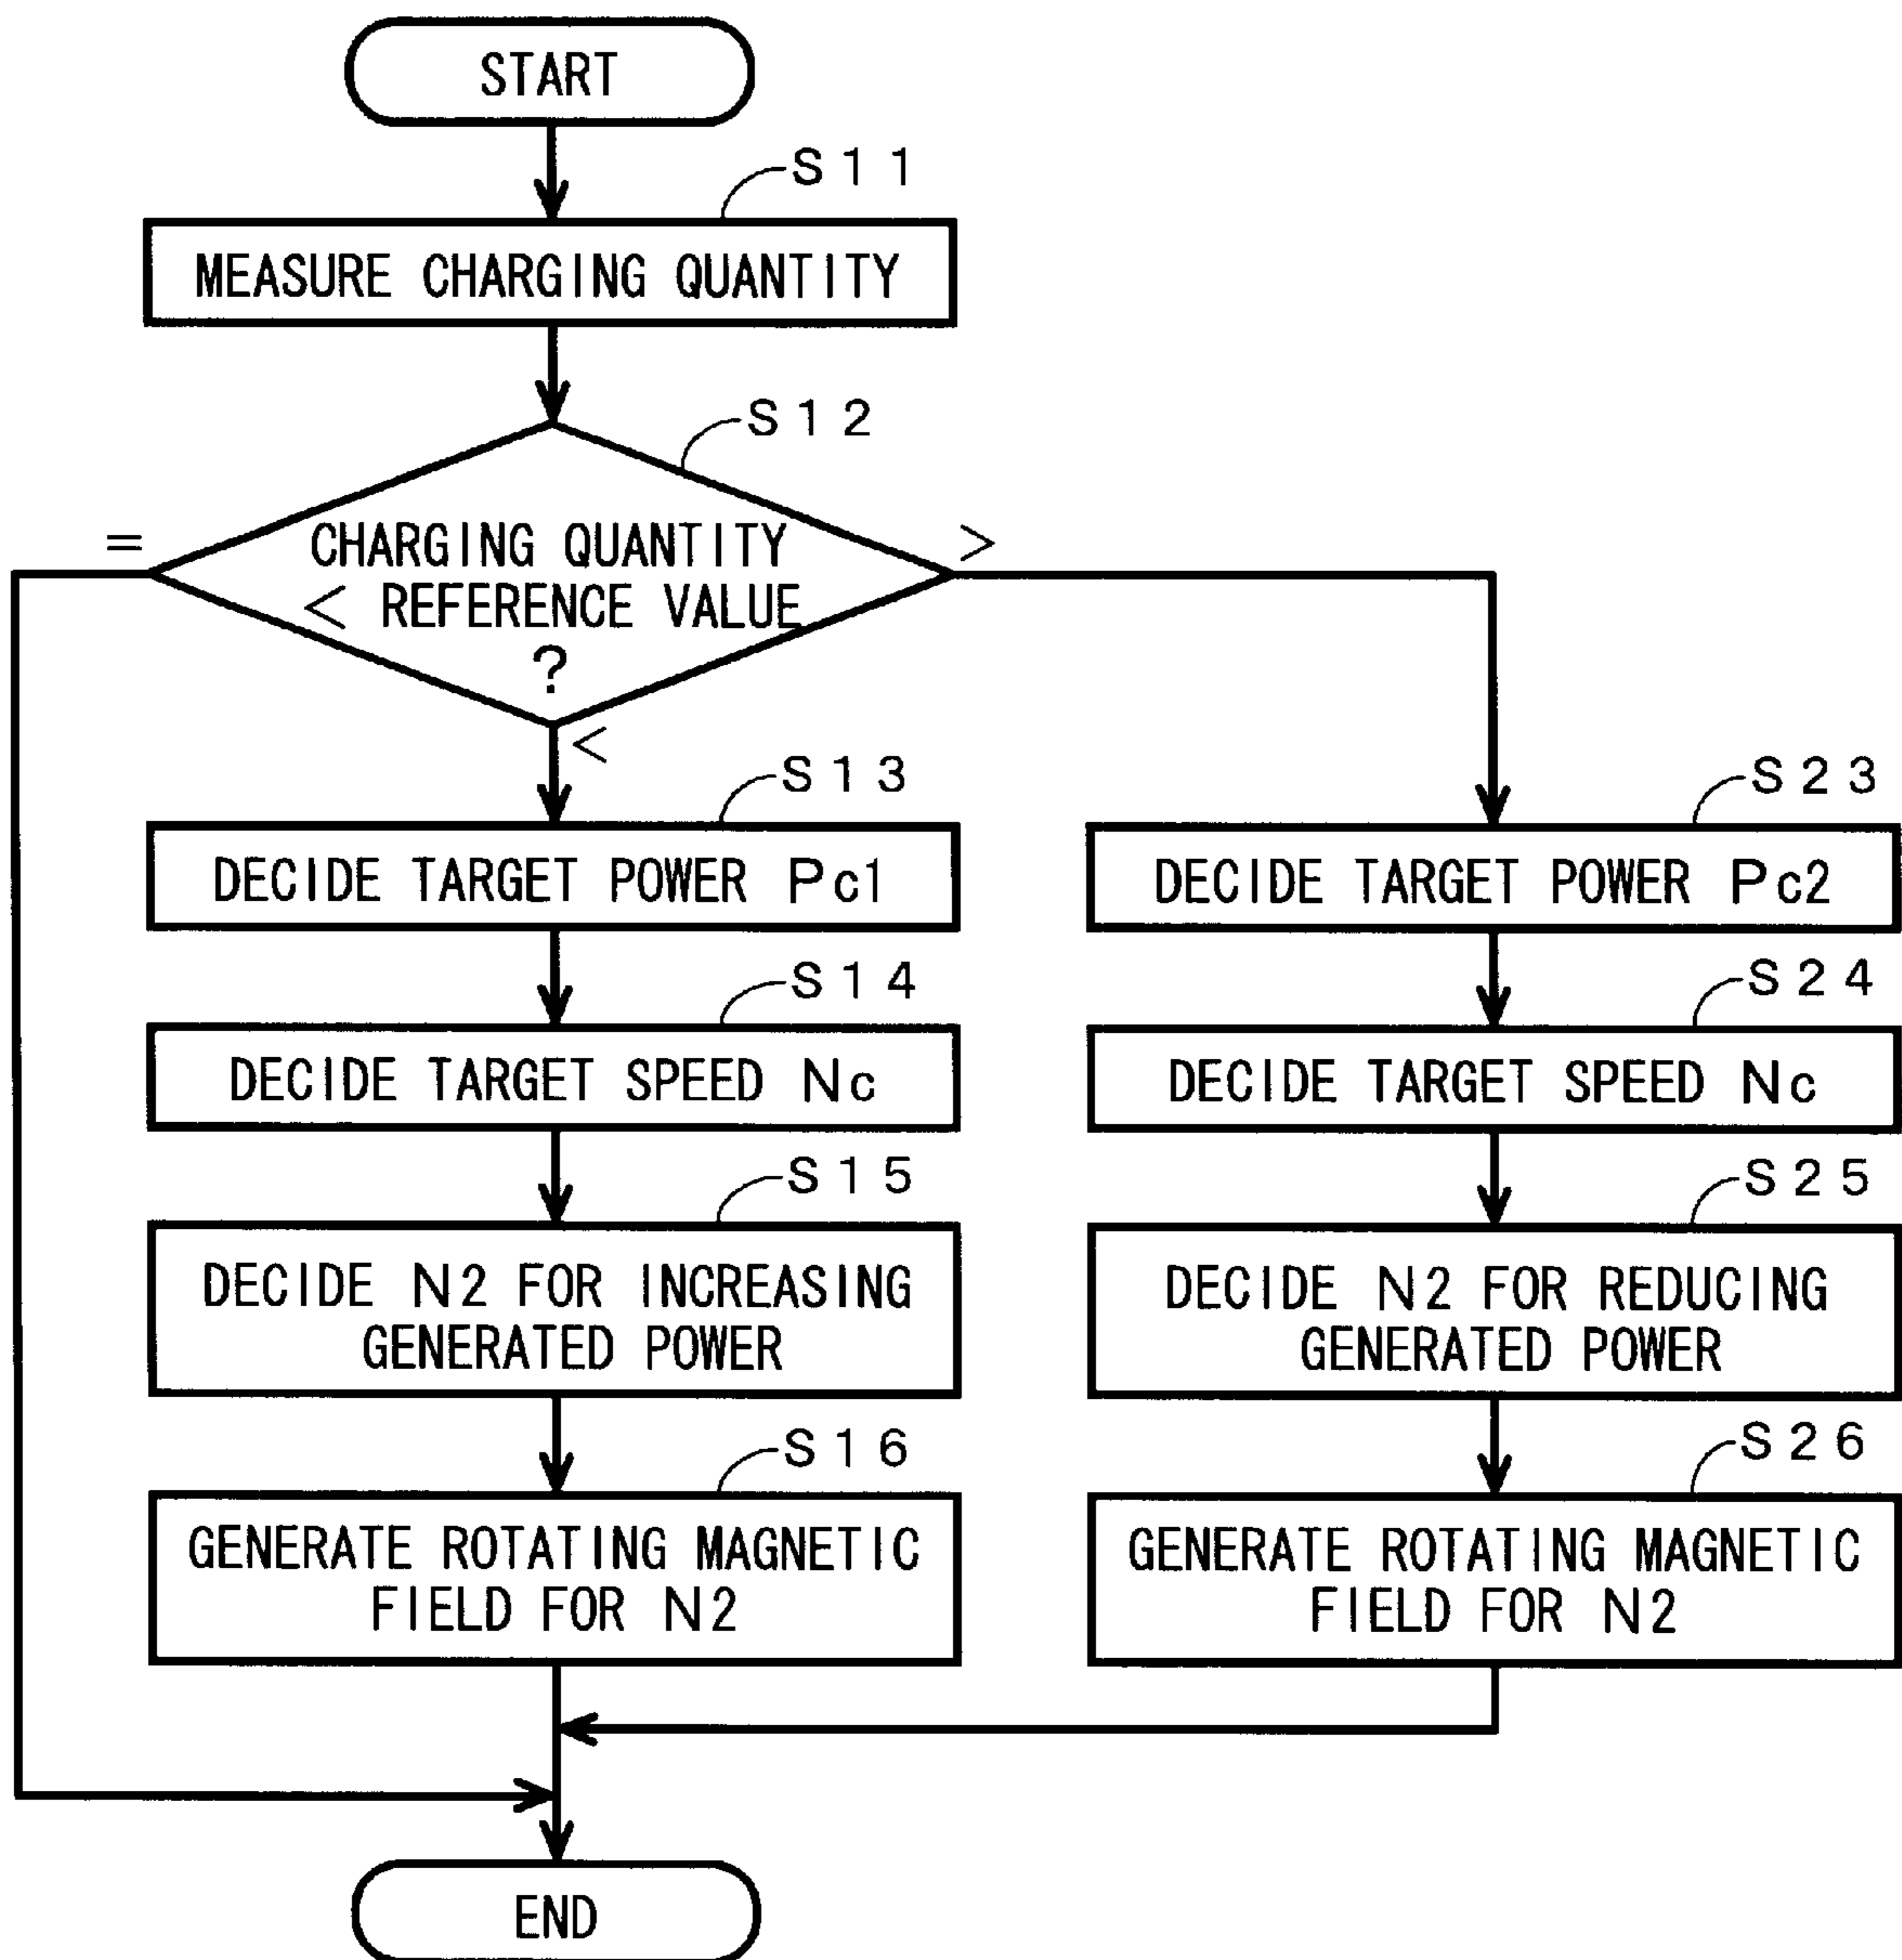 START
S11
MEASURE CHARGING QUANTITY
S12
=
CHARGING QUANTITY
< REFERENCE VALUE
?
>
<
S13
DECIDE TARGET POWER Pc1
S14
DECIDE TARGET SPEED Nc
S15
DECIDE N2 FOR INCREASING
GENERATED POWER
S16
GENERATE ROTATING MAGNETIC
FIELD FOR N2
S23
DECIDE TARGET POWER Pc2
S24
DECIDE TARGET SPEED Nc
S25
DECIDE N2 FOR REDUCING
GENERATED POWER
S26
GENERATE ROTATING MAGNETIC
FIELD FOR N2
END